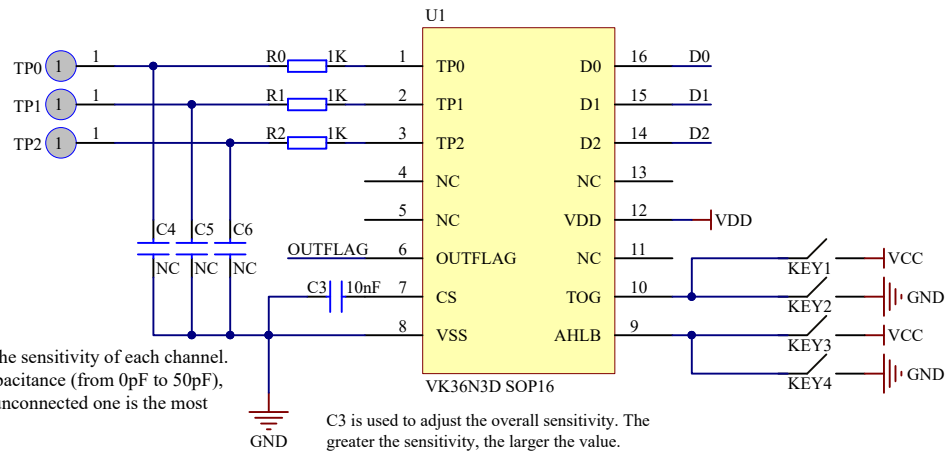 U1
TP0 1 1 R0 1K 1 TP0 D0 16 D0
TP1 1 1 R1 1K 2 TP1 D1 15 D1
TP2 1 1 R2 1K 3 TP2 D2 14 D2
4 NC NC 13
5 NC VDD 12 VDD
C4 C5 C6
NC NC NC
OUTFLAG 6 OUTFLAG NC 11
KEY1 VCC
C3 10nF 7 CS TOG 10
KEY2 GND
8 VSS AHLB 9
KEY3 VCC
KEY4 GND
VK36N3D SOP16
he sensitivity of each channel.
pacitance (from 0pF to 50pF),
unconnected one is the most
GND
C3 is used to adjust the overall sensitivity. The
greater the sensitivity, the larger the value.